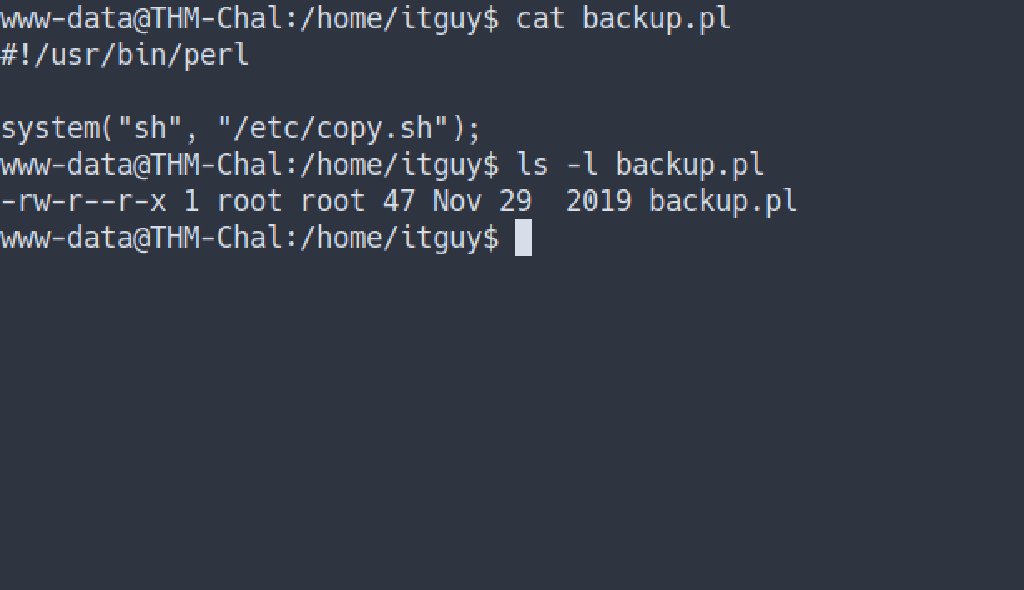 www-data@THM-Chal:/home/itguy$ cat backup.pl
#!/usr/bin/perl
system("sh", "/etc/copy.sh");
www-data@THM-Chal:/home/itguy$ ls -l backup.pl
-rw-r--r-x 1 root root 47 Nov 29  2019 backup.pl
www-data@THM-Chal:/home/itguy$